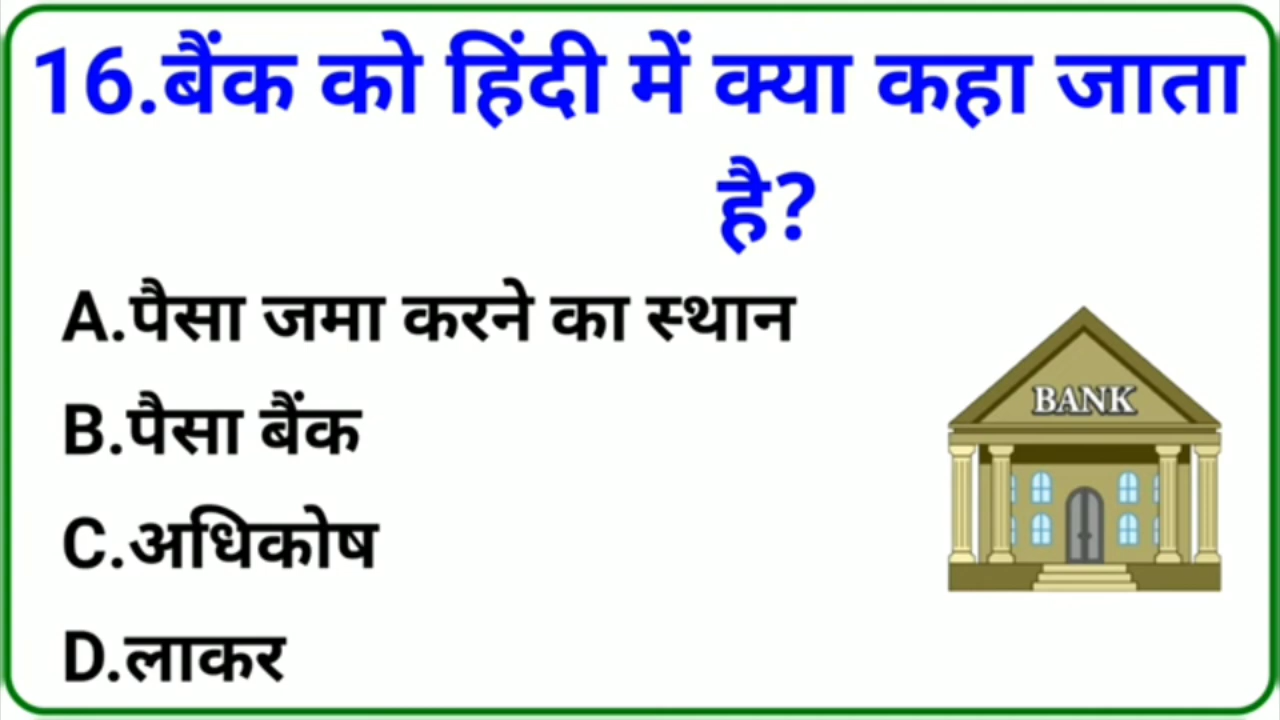 16.बैंक को हिंदी में क्या कहा जाता
है?
A.पैसा जमा करने का स्थान
B.पैसा बैंक
BANK
C.अधिकोष
D.लाकर